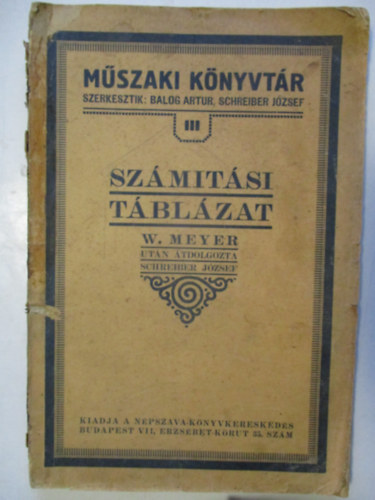 MŰSZAKI KÖNYVTÁR
SZERKESZTIK: BALOG ARTUR, SCHREIBER JÓZSEF
III
SZÁMITÁSI
TÁBLÁZAT
W. MEYER
UTÁN ÁTDOLGOZTA
SCHREIBER JÓZSEF
KIADJA A NÉPSZAVA-KÖNYVKERESKEDÉS
BUDAPEST VII, ERZSÉBET-KÖRUT 35. SZÁM